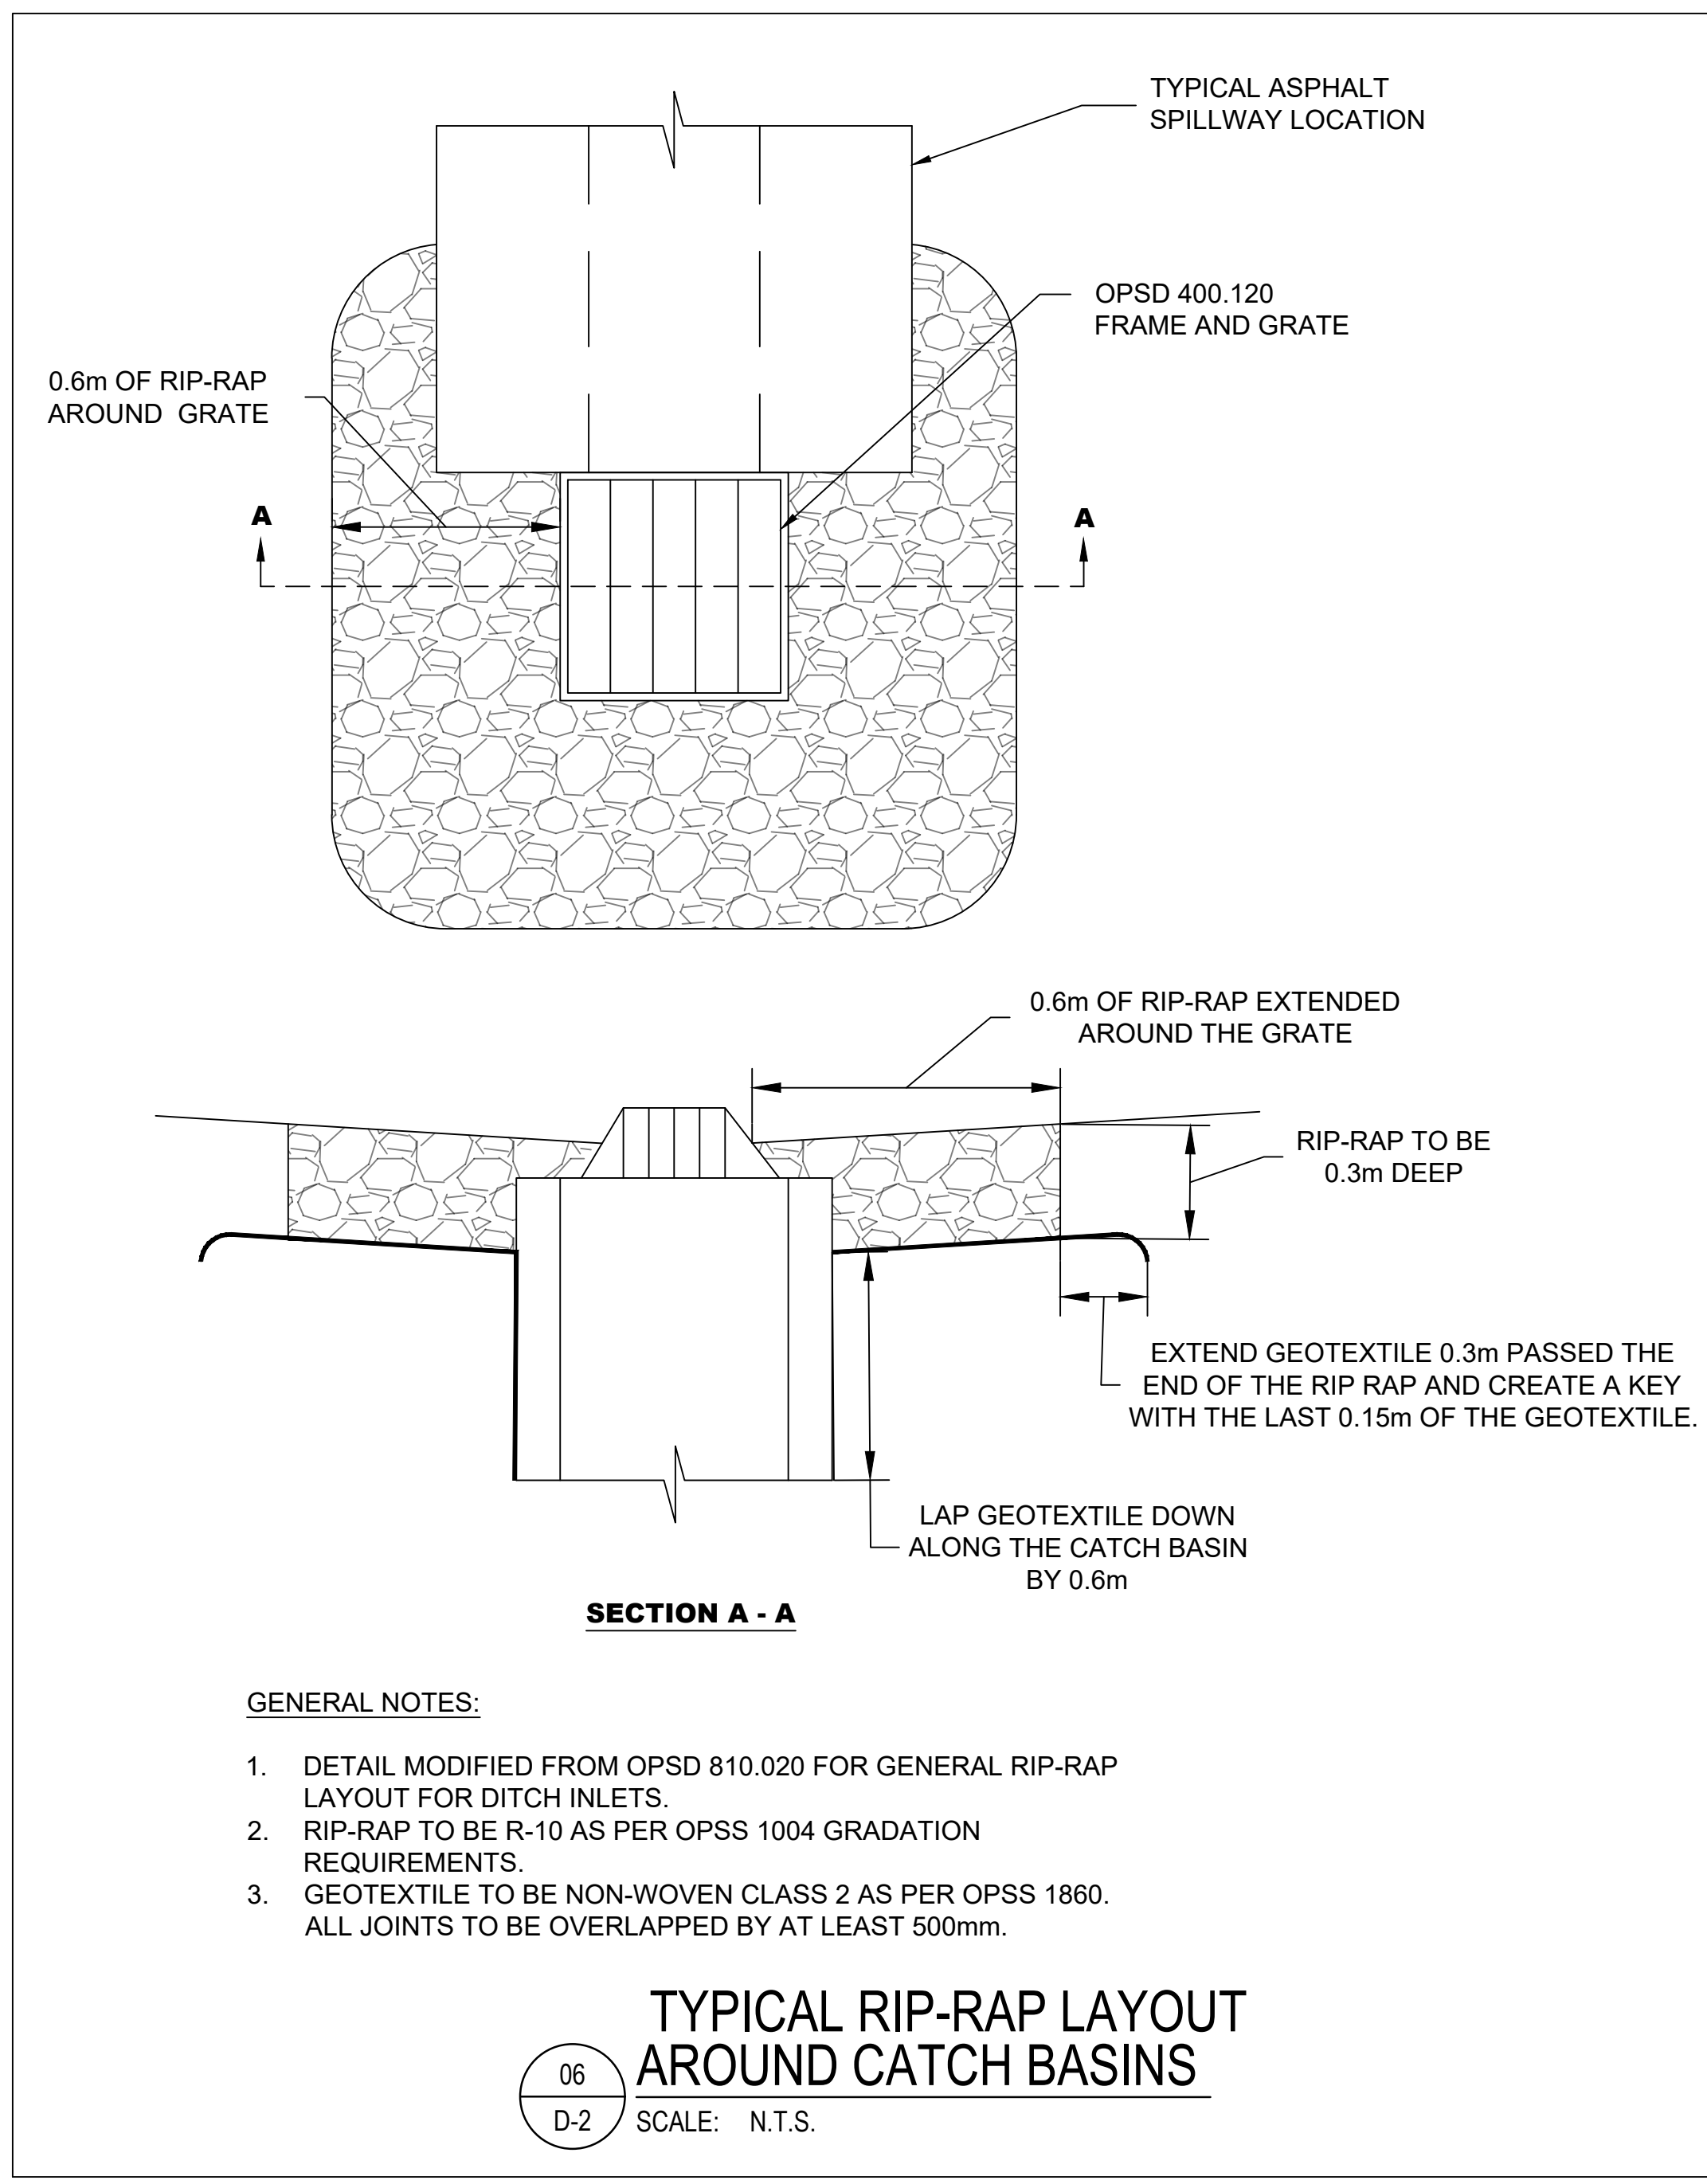 TYPICAL ASPHALT
SPILLWAY LOCATION
OPSD 400.120
FRAME AND GRATE
0.6m OF RIP-RAP
AROUND GRATE
A
A
0.6m OF RIP-RAP EXTENDED
AROUND THE GRATE
RIP-RAP TO BE
0.3m DEEP
EXTEND GEOTEXTILE 0.3m PASSED THE
END OF THE RIP RAP AND CREATE A KEY
WITH THE LAST 0.15m OF THE GEOTEXTILE.
LAP GEOTEXTILE DOWN
ALONG THE CATCH BASIN
BY 0.6m
SECTION A - A
GENERAL NOTES:
1. DETAIL MODIFIED FROM OPSD 810.020 FOR GENERAL RIP-RAP
LAYOUT FOR DITCH INLETS.
2. RIP-RAP TO BE R-10 AS PER OPSS 1004 GRADATION
REQUIREMENTS.
3. GEOTEXTILE TO BE NON-WOVEN CLASS 2 AS PER OPSS 1860.
ALL JOINTS TO BE OVERLAPPED BY AT LEAST 500mm.
TYPICAL RIP-RAP LAYOUT
AROUND CATCH BASINS
06
D-2
SCALE: N.T.S.